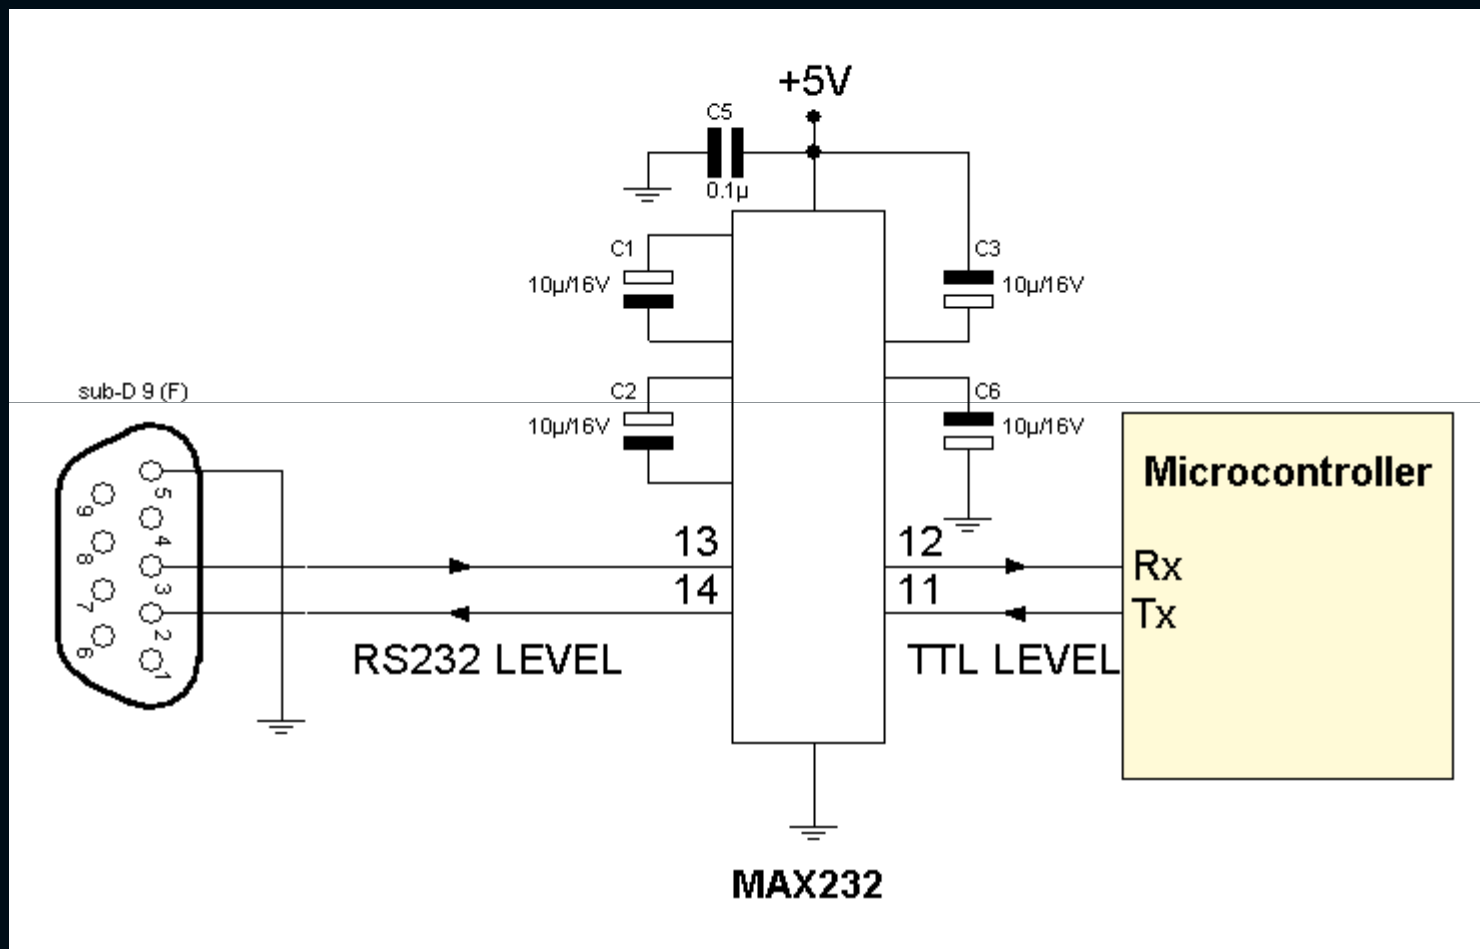 +5V
C5
0.1µ
C1
10µ/16V
C3
10µ/16V
C2
10µ/16V
C6
10µ/16V
sub-D 9 (F)
5
9
4
8
3
7
2
6
1
13
14
12
11
RS232 LEVEL
TTL LEVEL
Microcontroller
Rx
Tx
MAX232